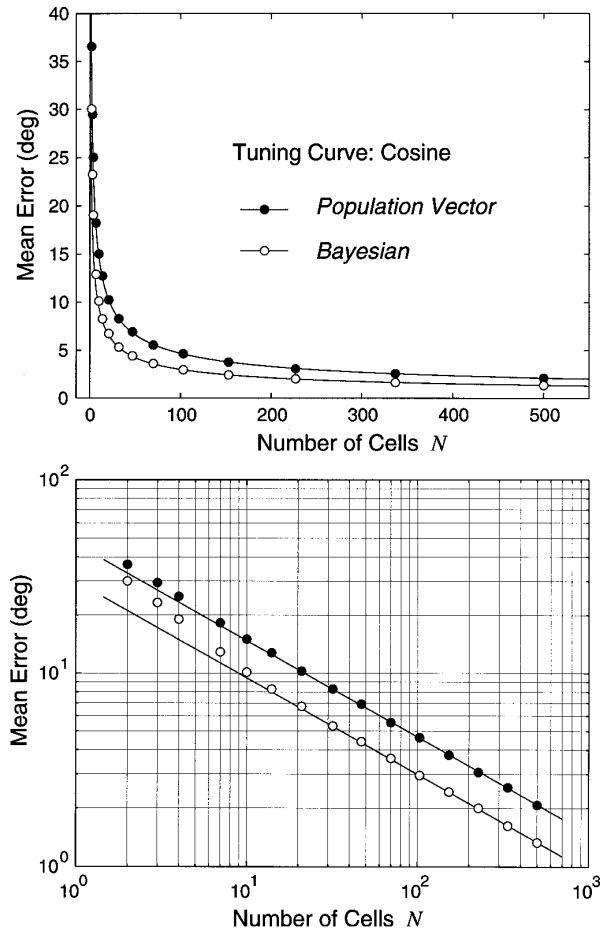 40
35
30
25
20
15
10
5
0
Mean Error (deg)
Tuning Curve: Cosine
Population Vector
Bayesian
0 100 200 300 400 500
Number of Cells N
10²
10¹
10⁰
Mean Error (deg)
10⁰ 10¹ 10² 10³
Number of Cells N